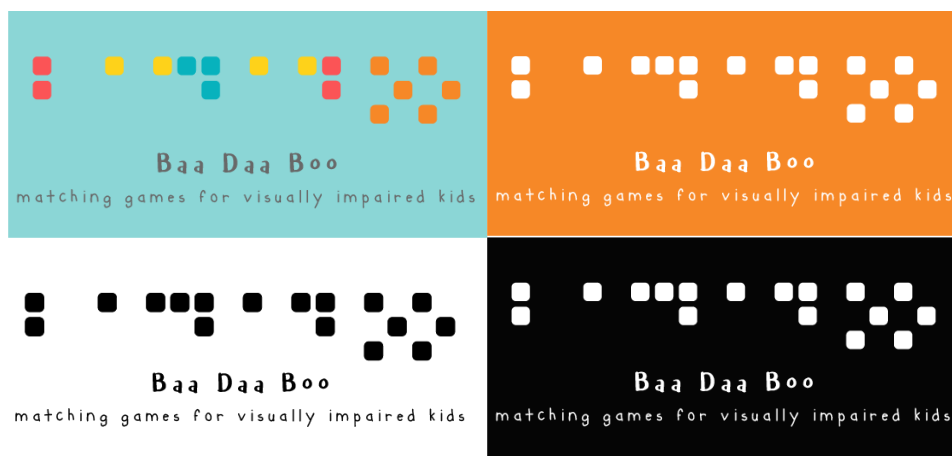 ⠃⠁⠁⠙⠁⠁⠃⠕⠕
Baa Daa Boo
matching games for visually impaired kids
⠃⠁⠁⠙⠁⠁⠃⠕⠕
Baa Daa Boo
matching games for visually impaired kids
⠃⠁⠁⠙⠁⠁⠃⠕⠕
Baa Daa Boo
matching games for visually impaired kids
⠃⠁⠁⠙⠁⠁⠃⠕⠕
Baa Daa Boo
matching games for visually impaired kids